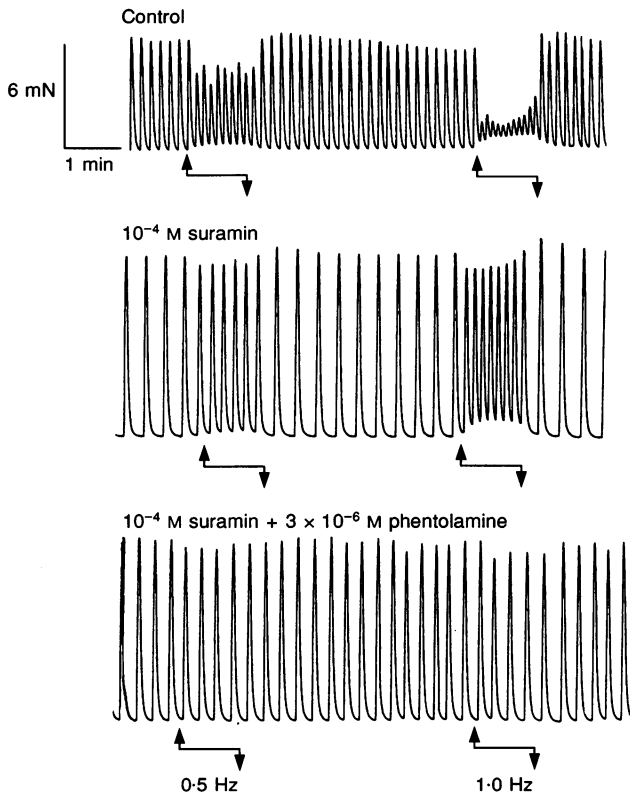 Control
6 mN
1 min
10⁻⁴ M suramin
10⁻⁴ M suramin + 3 × 10⁻⁶ M phentolamine
0·5 Hz
1·0 Hz